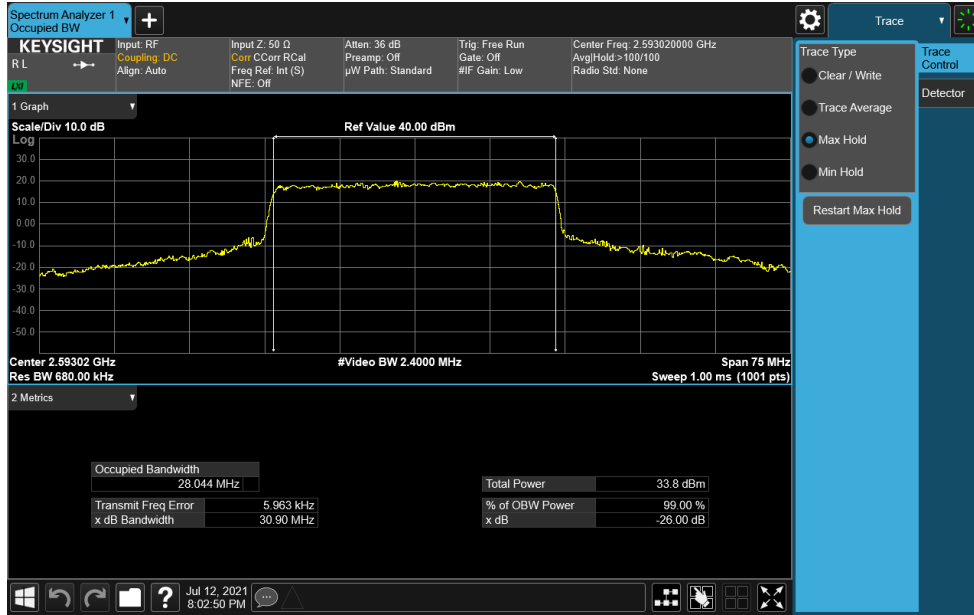 Spectrum Analyzer 1
Occupied BW
Trace
KEYSIGHT
R L
LXI
Input: RF
Coupling: DC
Align: Auto
Input Z: 50 Ω
Corr CCorr RCal
Freq Ref: Int (S)
NFE: Off
Atten: 36 dB
Preamp: Off
µW Path: Standard
Trig: Free Run
Gate: Off
#IF Gain: Low
Center Freq: 2.593020000 GHz
Avg|Hold:>100/100
Radio Std: None
Trace Type
Clear / Write
Trace Average
Max Hold
Min Hold
Restart Max Hold
Trace
Control
Detector
1 Graph
Scale/Div 10.0 dB
Ref Value 40.00 dBm
Log
30.0
20.0
10.0
0.00
-10.0
-20.0
-30.0
-40.0
-50.0
Center 2.59302 GHz
#Video BW 2.4000 MHz
Span 75 MHz
Res BW 680.00 kHz
Sweep 1.00 ms (1001 pts)
2 Metrics
Occupied Bandwidth
28.044 MHz
Transmit Freq Error 5.963 kHz
x dB Bandwidth 30.90 MHz
Total Power 33.8 dBm
% of OBW Power 99.00 %
x dB -26.00 dB
?
Jul 12, 2021
8:02:50 PM